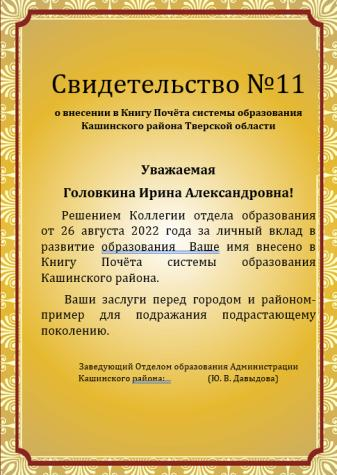 Свидетельство №11
о внесении в Книгу Почёта системы образования
Кашинского района Тверской области
Уважаемая
Головкина Ирина Александровна!
Решением Коллегии отдела образования
от 26 августа 2022 года за личный вклад в
развитие образования Ваше имя внесено в
Книгу Почёта системы образования
Кашинского района.
Ваши заслуги перед городом и районом-
пример для подражания подрастающему
поколению.
Заведующий Отделом образования Администрации
Кашинского района:_ (Ю. В. Давыдова)